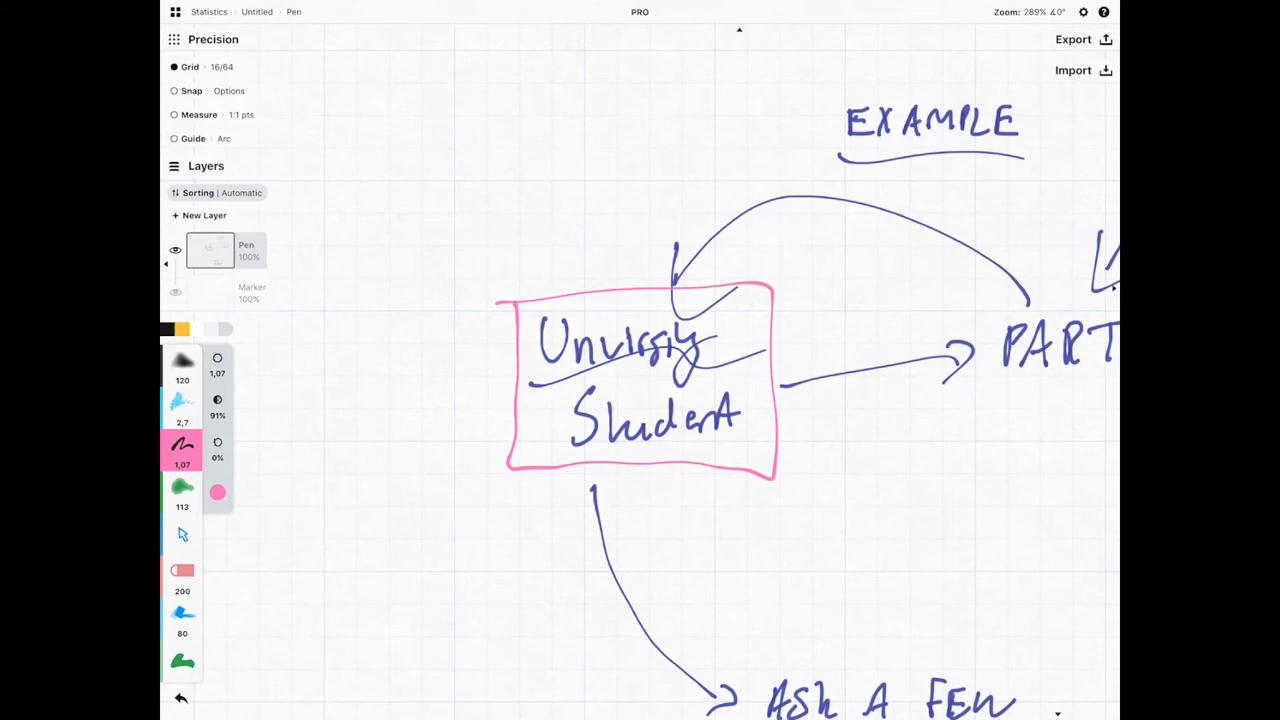 Statistics › Untitled › Pen
PRO
Zoom: 289% ∡0°
Precision
Export
Grid › 16/64
Import
Snap › Options
Measure › 1:1 pts
Guide › Arc
Layers
Sorting | Automatic
+ New Layer
Pen
100%
Marker
100%
120
1,07
2,7
91%
1,07
0%
113
200
80
EXAMPLE
Student
PART
ASk A FEW